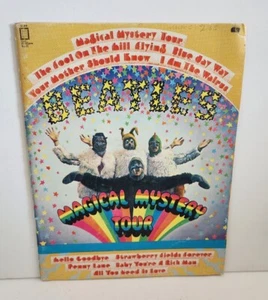 Magical Mystery Tour
The Fool On The Hill Flying Blue Jay Way
Your Mother Should Know I Am The Walrus
BEATLES
MAGICAL MYSTERY
TOUR
Hello Goodbye Strawberry Fields Forever
Penny Lane Baby You're A Rich Man
All You Need Is Love